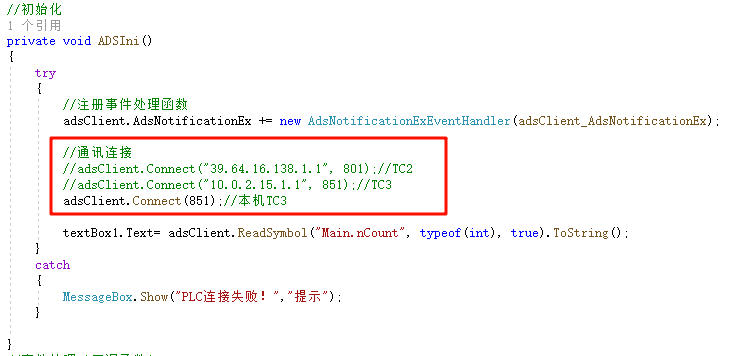 //初始化
1 个引用
private void ADSIni()
{
try
{
//注册事件处理函数
adsClient.AdsNotificationEx += new AdsNotificationExEventHandler(adsClient_AdsNotificationEx);
//通讯连接
//adsClient.Connect("39.64.16.138.1.1", 801);//TC2
//adsClient.Connect("10.0.2.15.1.1", 851);//TC3
adsClient.Connect(851);//本机TC3
textBox1.Text= adsClient.ReadSymbol("Main.nCount", typeof(int), true).ToString();
}
catch
{
MessageBox.Show("PLC连接失败！","提示");
}
}